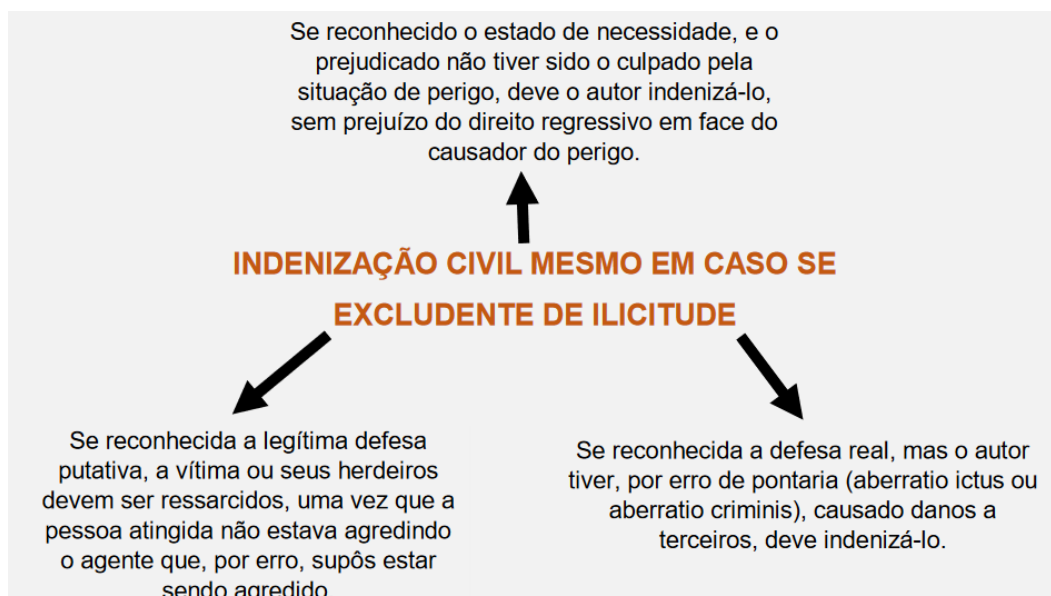 Se reconhecido o estado de necessidade, e o
prejudicado não tiver sido o culpado pela
situação de perigo, deve o autor indenizá-lo,
sem prejuízo do direito regressivo em face do
causador do perigo.
INDENIZAÇÃO CIVIL MESMO EM CASO SE
EXCLUDENTE DE ILICITUDE
Se reconhecida a legítima defesa
putativa, a vítima ou seus herdeiros
devem ser ressarcidos, uma vez que a
pessoa atingida não estava agredindo
o agente que, por erro, supôs estar
sendo agredido
Se reconhecida a defesa real, mas o autor
tiver, por erro de pontaria (aberratio ictus ou
aberratio criminis), causado danos a
terceiros, deve indenizá-lo.